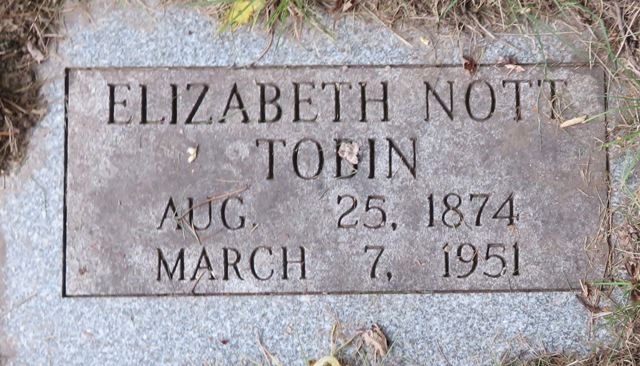 ELIZABETH NOTT
TOBIN
AUG. 25, 1874
MARCH 7, 1951